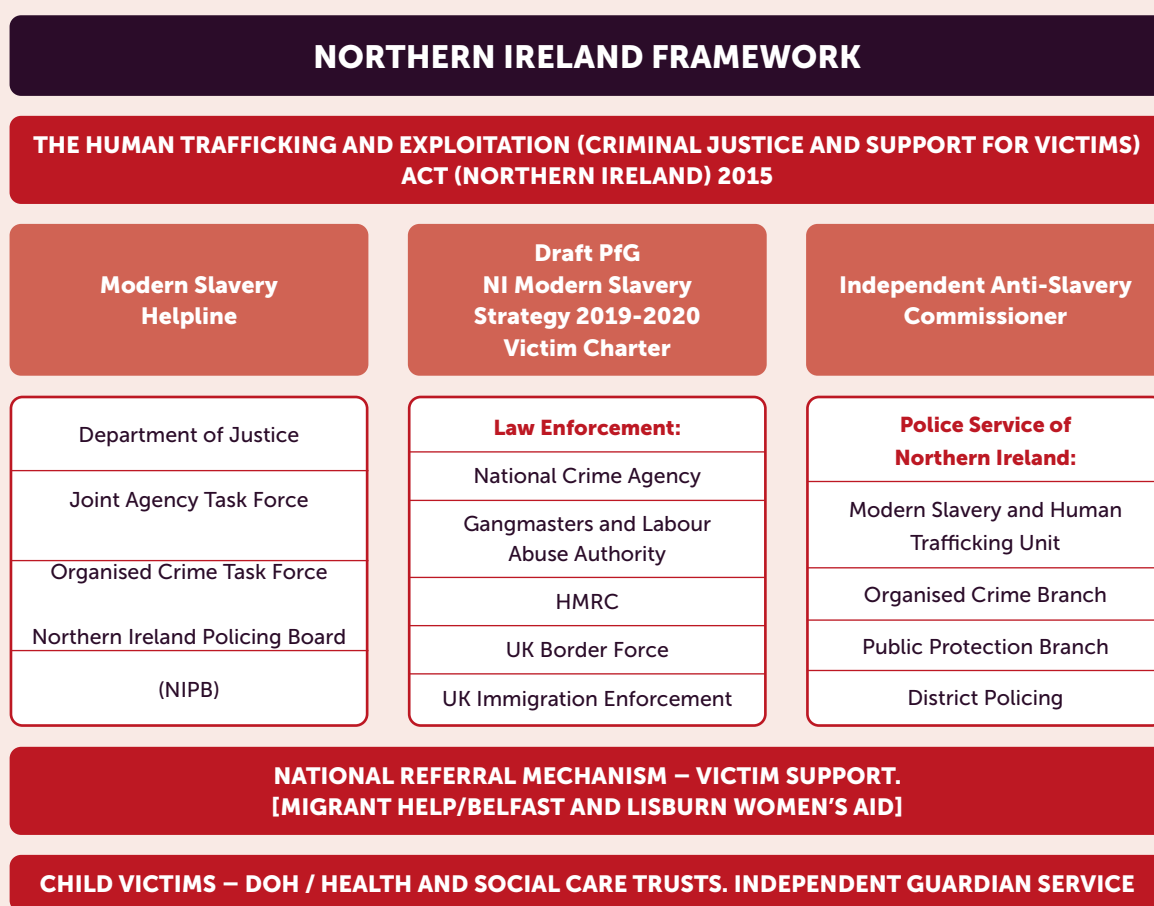 NORTHERN IRELAND FRAMEWORK
THE HUMAN TRAFFICKING AND EXPLOITATION (CRIMINAL JUSTICE AND SUPPORT FOR VICTIMS)
ACT (NORTHERN IRELAND) 2015
Modern Slavery
Helpline
Draft PfG
NI Modern Slavery
Strategy 2019-2020
Victim Charter
Independent Anti-Slavery
Commissioner
Department of Justice
Joint Agency Task Force
Organised Crime Task Force
Northern Ireland Policing Board
(NIPB)
Law Enforcement:
National Crime Agency
Gangmasters and Labour
Abuse Authority
HMRC
UK Border Force
UK Immigration Enforcement
Police Service of
Northern Ireland:
Modern Slavery and Human
Trafficking Unit
Organised Crime Branch
Public Protection Branch
District Policing
NATIONAL REFERRAL MECHANISM – VICTIM SUPPORT.
[MIGRANT HELP/BELFAST AND LISBURN WOMEN'S AID]
CHILD VICTIMS – DOH / HEALTH AND SOCIAL CARE TRUSTS. INDEPENDENT GUARDIAN SERVICE